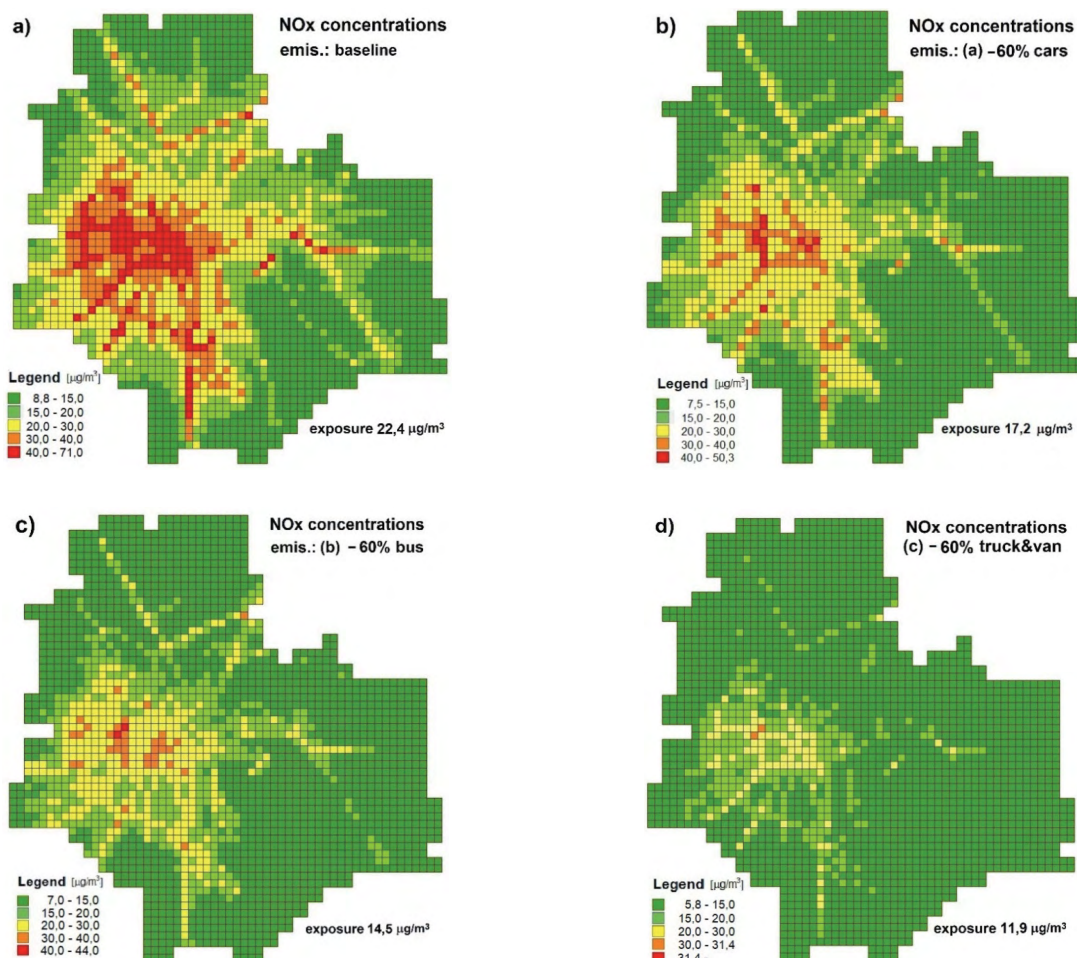 a)
NOx concentrations
emis.: baseline
Legend [µg/m³]
8,8 - 15,0
15,0 - 20,0
20,0 - 30,0
30,0 - 40,0
40,0 - 71,0
exposure 22,4 µg/m³
b)
NOx concentrations
emis.: (a) –60% cars
Legend [µg/m³]
7,5 - 15,0
15,0 - 20,0
20,0 - 30,0
30,0 - 40,0
40,0 - 50,3
exposure 17,2 µg/m³
c)
NOx concentrations
emis.: (b) – 60% bus
Legend [µg/m³]
7,0 - 15,0
15,0 - 20,0
20,0 - 30,0
30,0 - 40,0
40,0 - 44,0
exposure 14,5 µg/m³
d)
NOx concentrations
(c) – 60% truck&van
Legend [µg/m³]
5,8 - 15,0
15,0 - 20,0
20,0 - 30,0
30,0 - 31,4
31,4 -
exposure 11,9 µg/m³